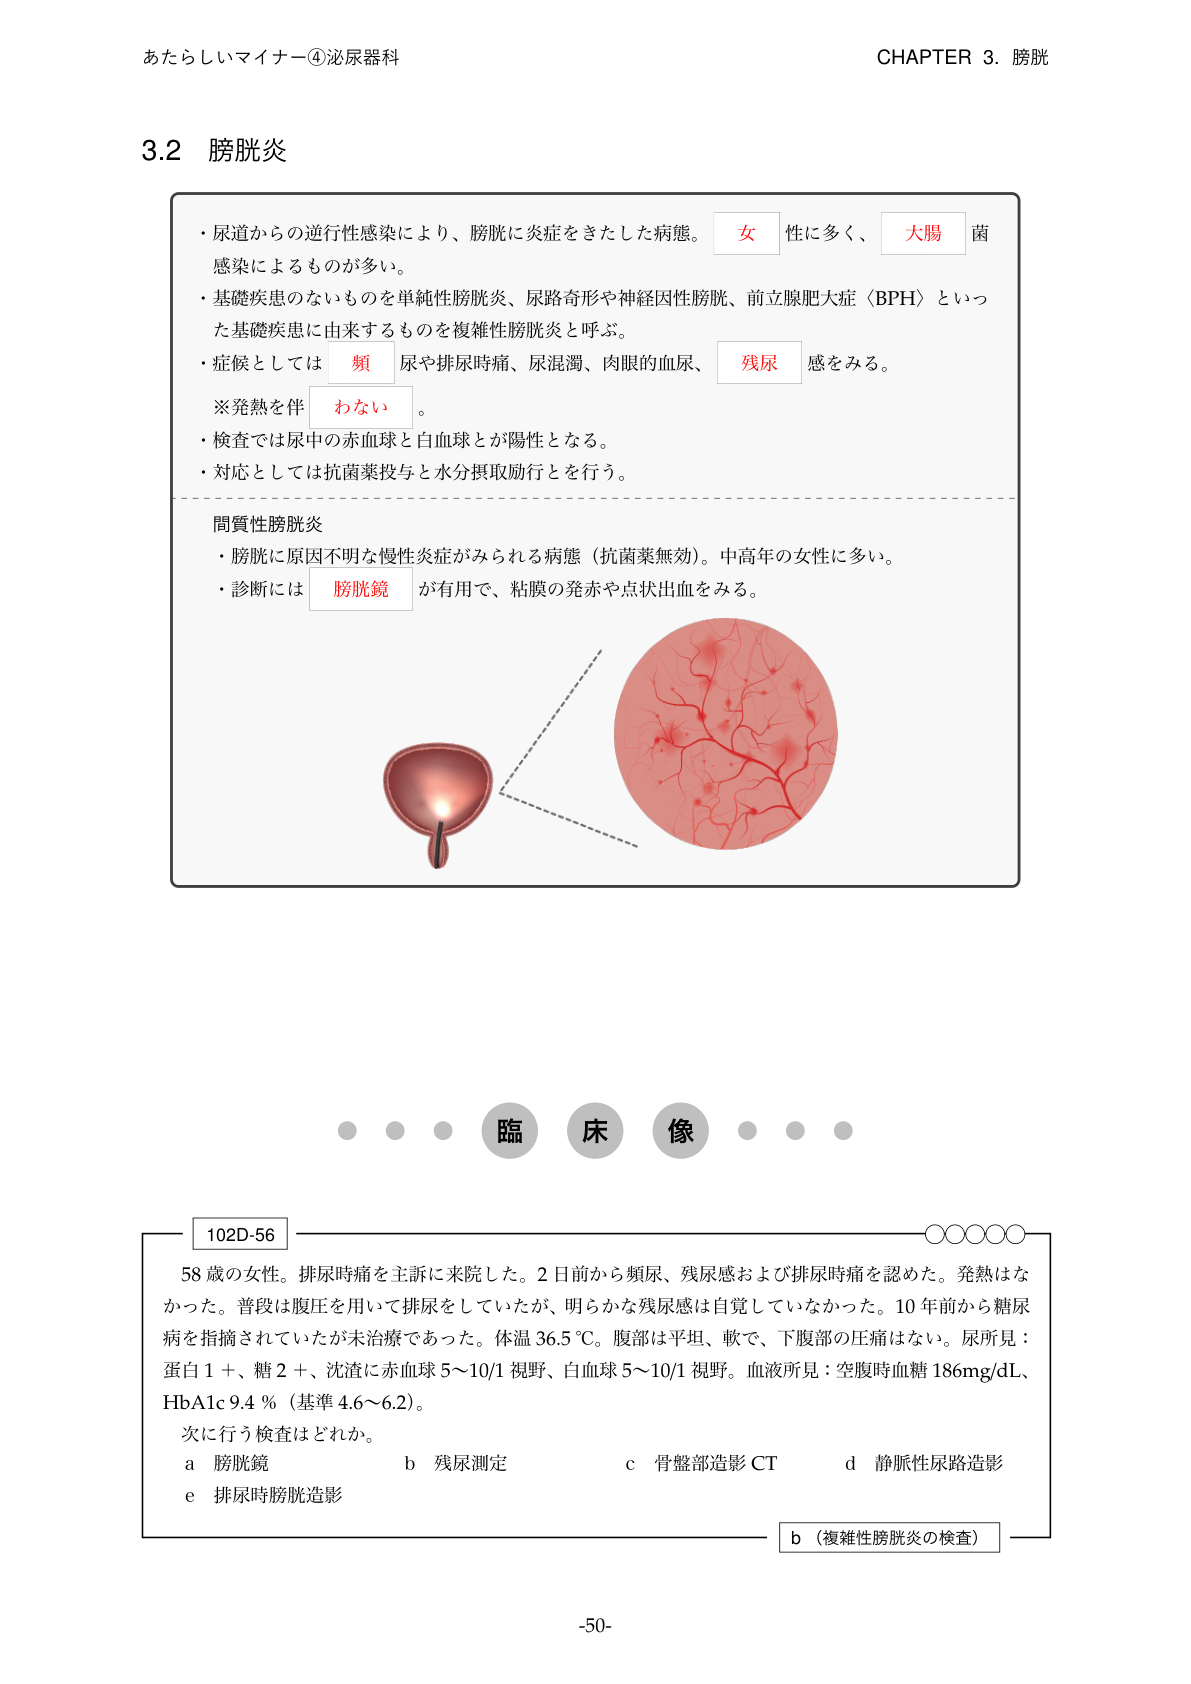 あたらしいマイナー④泌尿器科
CHAPTER 3. 膀胱
3.2 膀胱炎
・尿道からの逆行性感染により、膀胱に炎症をきたした病態。 女 性に多く、 大腸 菌
感染によるものが多い。
・基礎疾患のないものを単純性膀胱炎、尿路奇形や神経因性膀胱、前立腺肥大症〈BPH〉といっ
た基礎疾患に由来するものを複雑性膀胱炎と呼ぶ。
・症候としては 頻 尿や排尿時痛、尿混濁、肉眼的血尿、 残尿 感をみる。
※発熱を伴 わない 。
・検査では尿中の赤血球と白血球とが陽性となる。
・対応としては抗菌薬投与と水分摂取励行とを行う。
間質性膀胱炎
・膀胱に原因不明な慢性炎症がみられる病態（抗菌薬無効）。中高年の女性に多い。
・診断には 膀胱鏡 が有用で、粘膜の発赤や点状出血をみる。
臨床像
102D-56
58 歳の女性。排尿時痛を主訴に来院した。2 日前から頻尿、残尿感および排尿時痛を認めた。発熱はな
かった。普段は腹圧を用いて排尿をしていたが、明らかな残尿感は自覚していなかった。10 年前から糖尿
病を指摘されていたが未治療であった。体温 36.5 ℃。腹部は平坦、軟で、下腹部の圧痛はない。尿所見：
蛋白 1 ＋、糖 2 ＋、沈渣に赤血球 5〜10/1 視野、白血球 5〜10/1 視野。血液所見：空腹時血糖 186mg/dL、
HbA1c 9.4 %（基準 4.6〜6.2）。
次に行う検査はどれか。
a 膀胱鏡 b 残尿測定 c 骨盤部造影 CT d 静脈性尿路造影
e 排尿時膀胱造影
b （複雑性膀胱炎の検査）
-50-